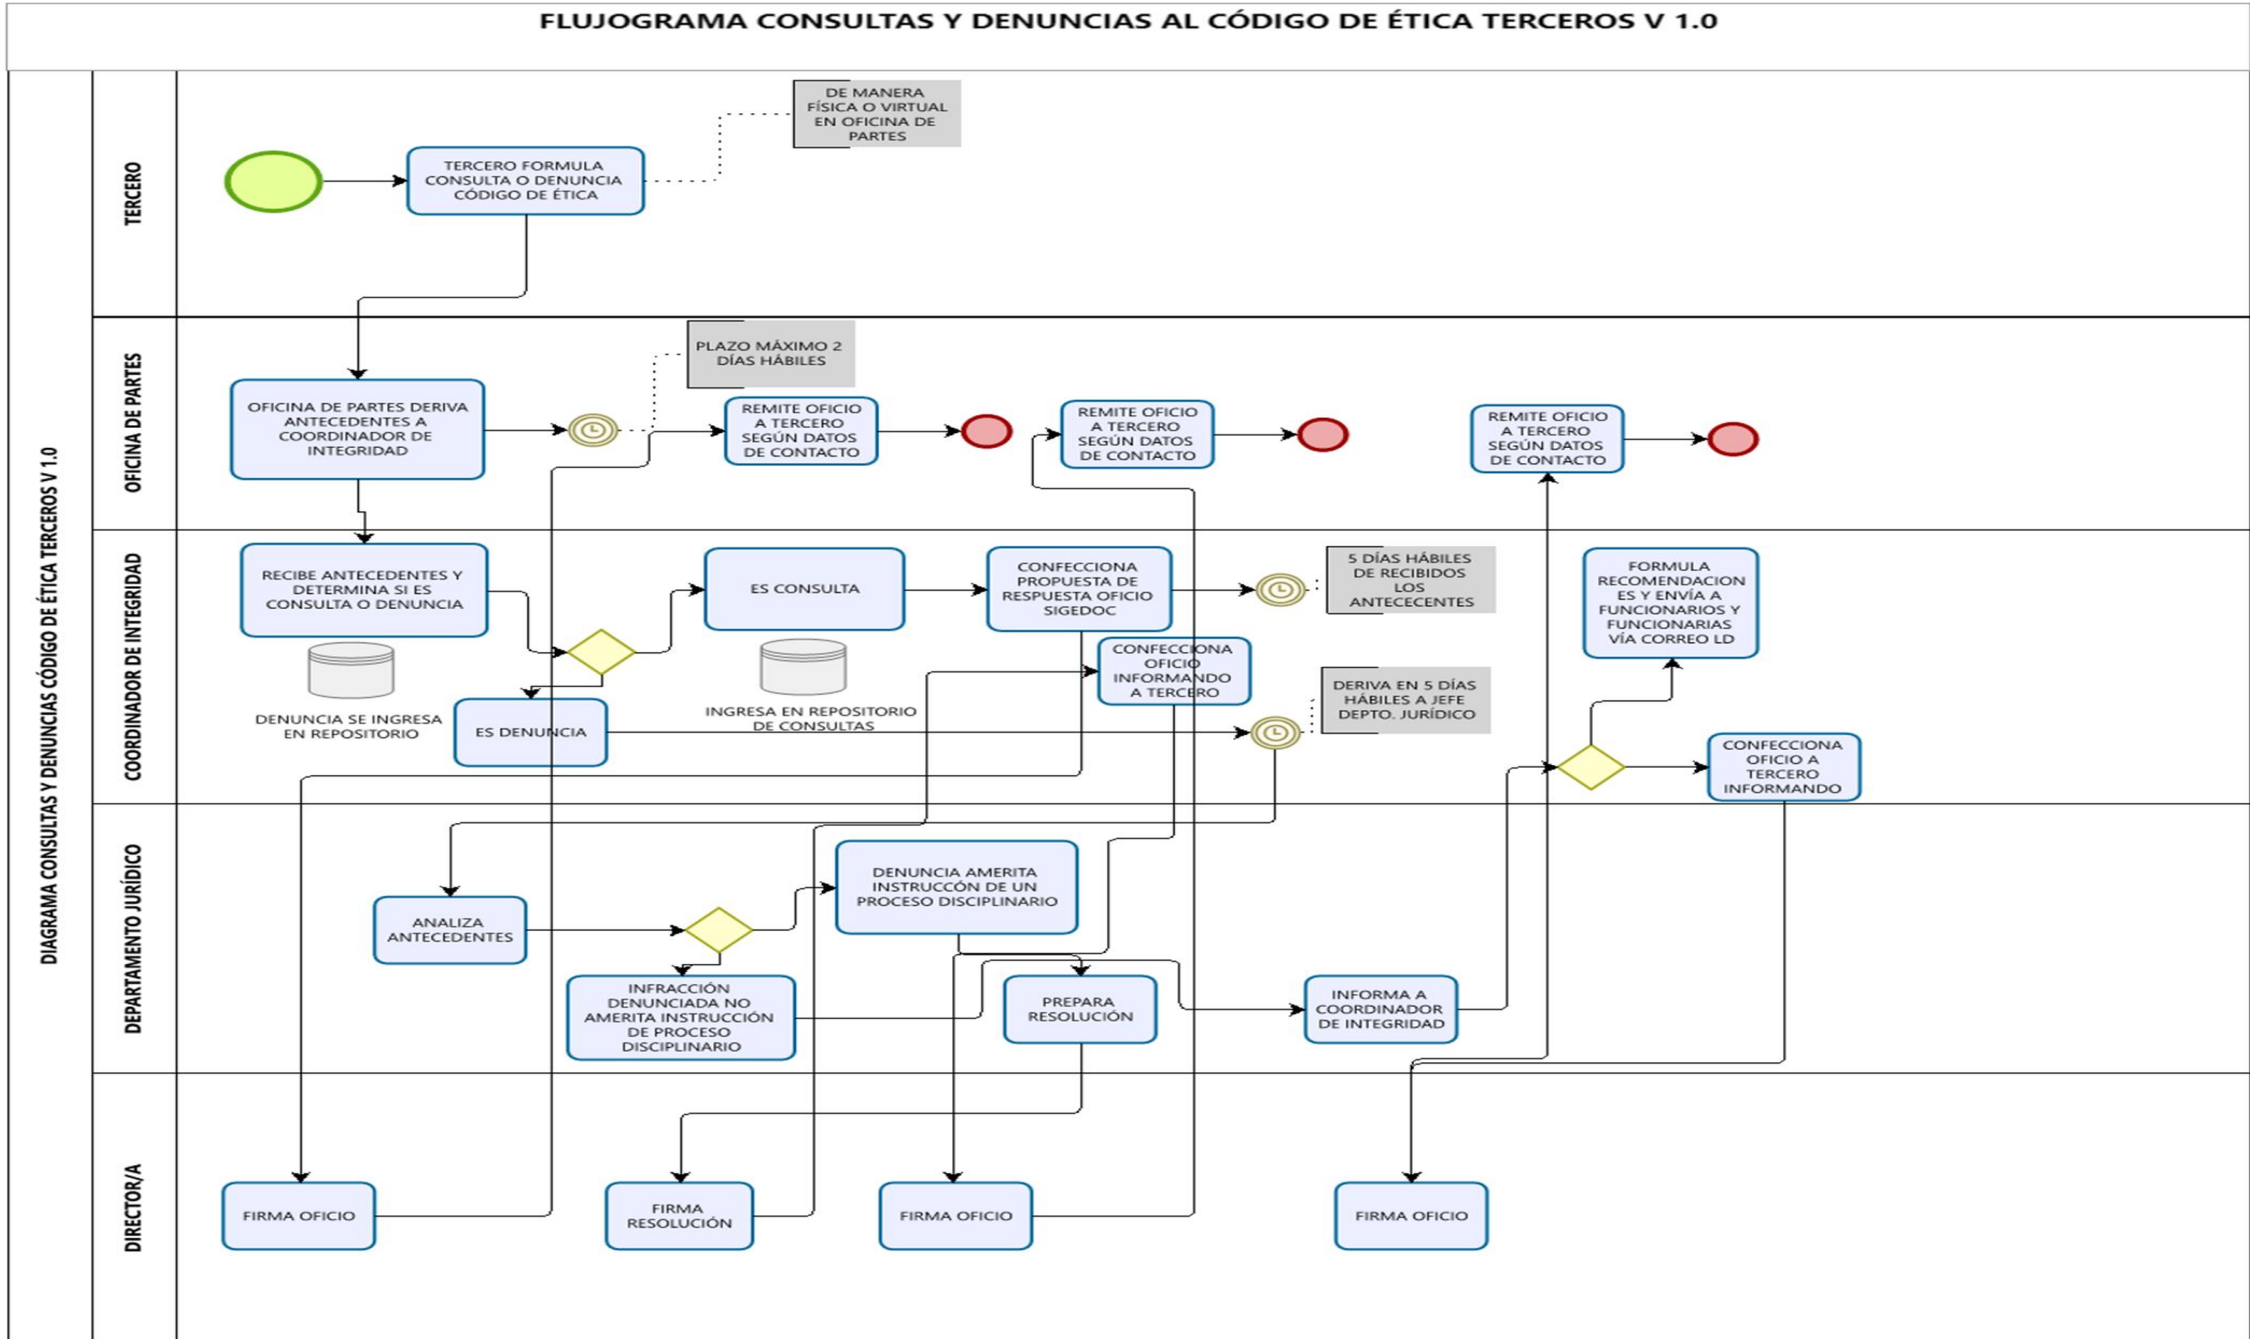 FLUJOGRAMA CONSULTAS Y DENUNCIAS AL CÓDIGO DE ÉTICA TERCEROS V 1.0
DIAGRAMA CONSULTAS Y DENUNCIAS CÓDIGO DE ÉTICA TERCEROS V 1.0
TERCERO
DE MANERA
FÍSICA O VIRTUAL
EN OFICINA DE
PARTES
TERCERO FORMULA
CONSULTA O DENUNCIA
CÓDIGO DE ÉTICA
OFICINA DE PARTES
PLAZO MÁXIMO 2
DÍAS HÁBILES
OFICINA DE PARTES DERIVA
ANTECEDENTES A
COORDINADOR DE
INTEGRIDAD
REMITE OFICIO
A TERCERO
SEGÚN DATOS
DE CONTACTO
REMITE OFICIO
A TERCERO
SEGÚN DATOS
DE CONTACTO
REMITE OFICIO
A TERCERO
SEGÚN DATOS
DE CONTACTO
COORDINADOR DE INTEGRIDAD
RECIBE ANTECEDENTES Y
DETERMINA SI ES
CONSULTA O DENUNCIA
DENUNCIA SE INGRESA
EN REPOSITORIO
ES CONSULTA
INGRESA EN REPOSITORIO
DE CONSULTAS
ES DENUNCIA
CONFECCIONA
PROPUESTA DE
RESPUESTA OFICIO
SIGEDOC
5 DÍAS HÁBILES
DE RECIBIDOS
LOS
ANTECECENTES
CONFECCIONA
OFICIO
INFORMANDO
A TERCERO
DERIVA EN 5 DÍAS
HÁBILES A JEFE
DEPTO. JURÍDICO
FORMULA
RECOMENDACION
ES Y ENVÍA A
FUNCIONARIOS Y
FUNCIONARIAS
VÍA CORREO LD
CONFECCIONA
OFICIO A
TERCERO
INFORMANDO
DEPARTAMENTO JURÍDICO
ANALIZA
ANTECEDENTES
DENUNCIA AMERITA
INSTRUCCÓN DE UN
PROCESO DISCIPLINARIO
INFRACCIÓN
DENUNCIADA NO
AMERITA INSTRUCCIÓN
DE PROCESO
DISCIPLINARIO
PREPARA
RESOLUCIÓN
INFORMA A
COORDINADOR
DE INTEGRIDAD
DIRECTOR/A
FIRMA OFICIO
FIRMA
RESOLUCIÓN
FIRMA OFICIO
FIRMA OFICIO